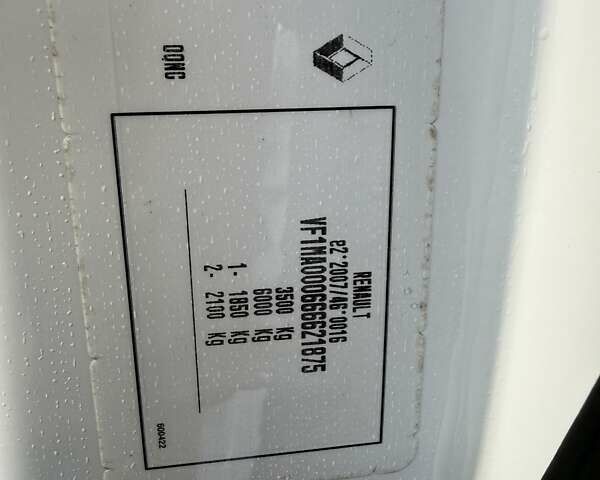 RENAULT
e2*2007/46*0016
VF1MA000666621875
3500 Kg
6000 Kg
1- 1850 Kg
2- 2100 Kg
DQNC
600422